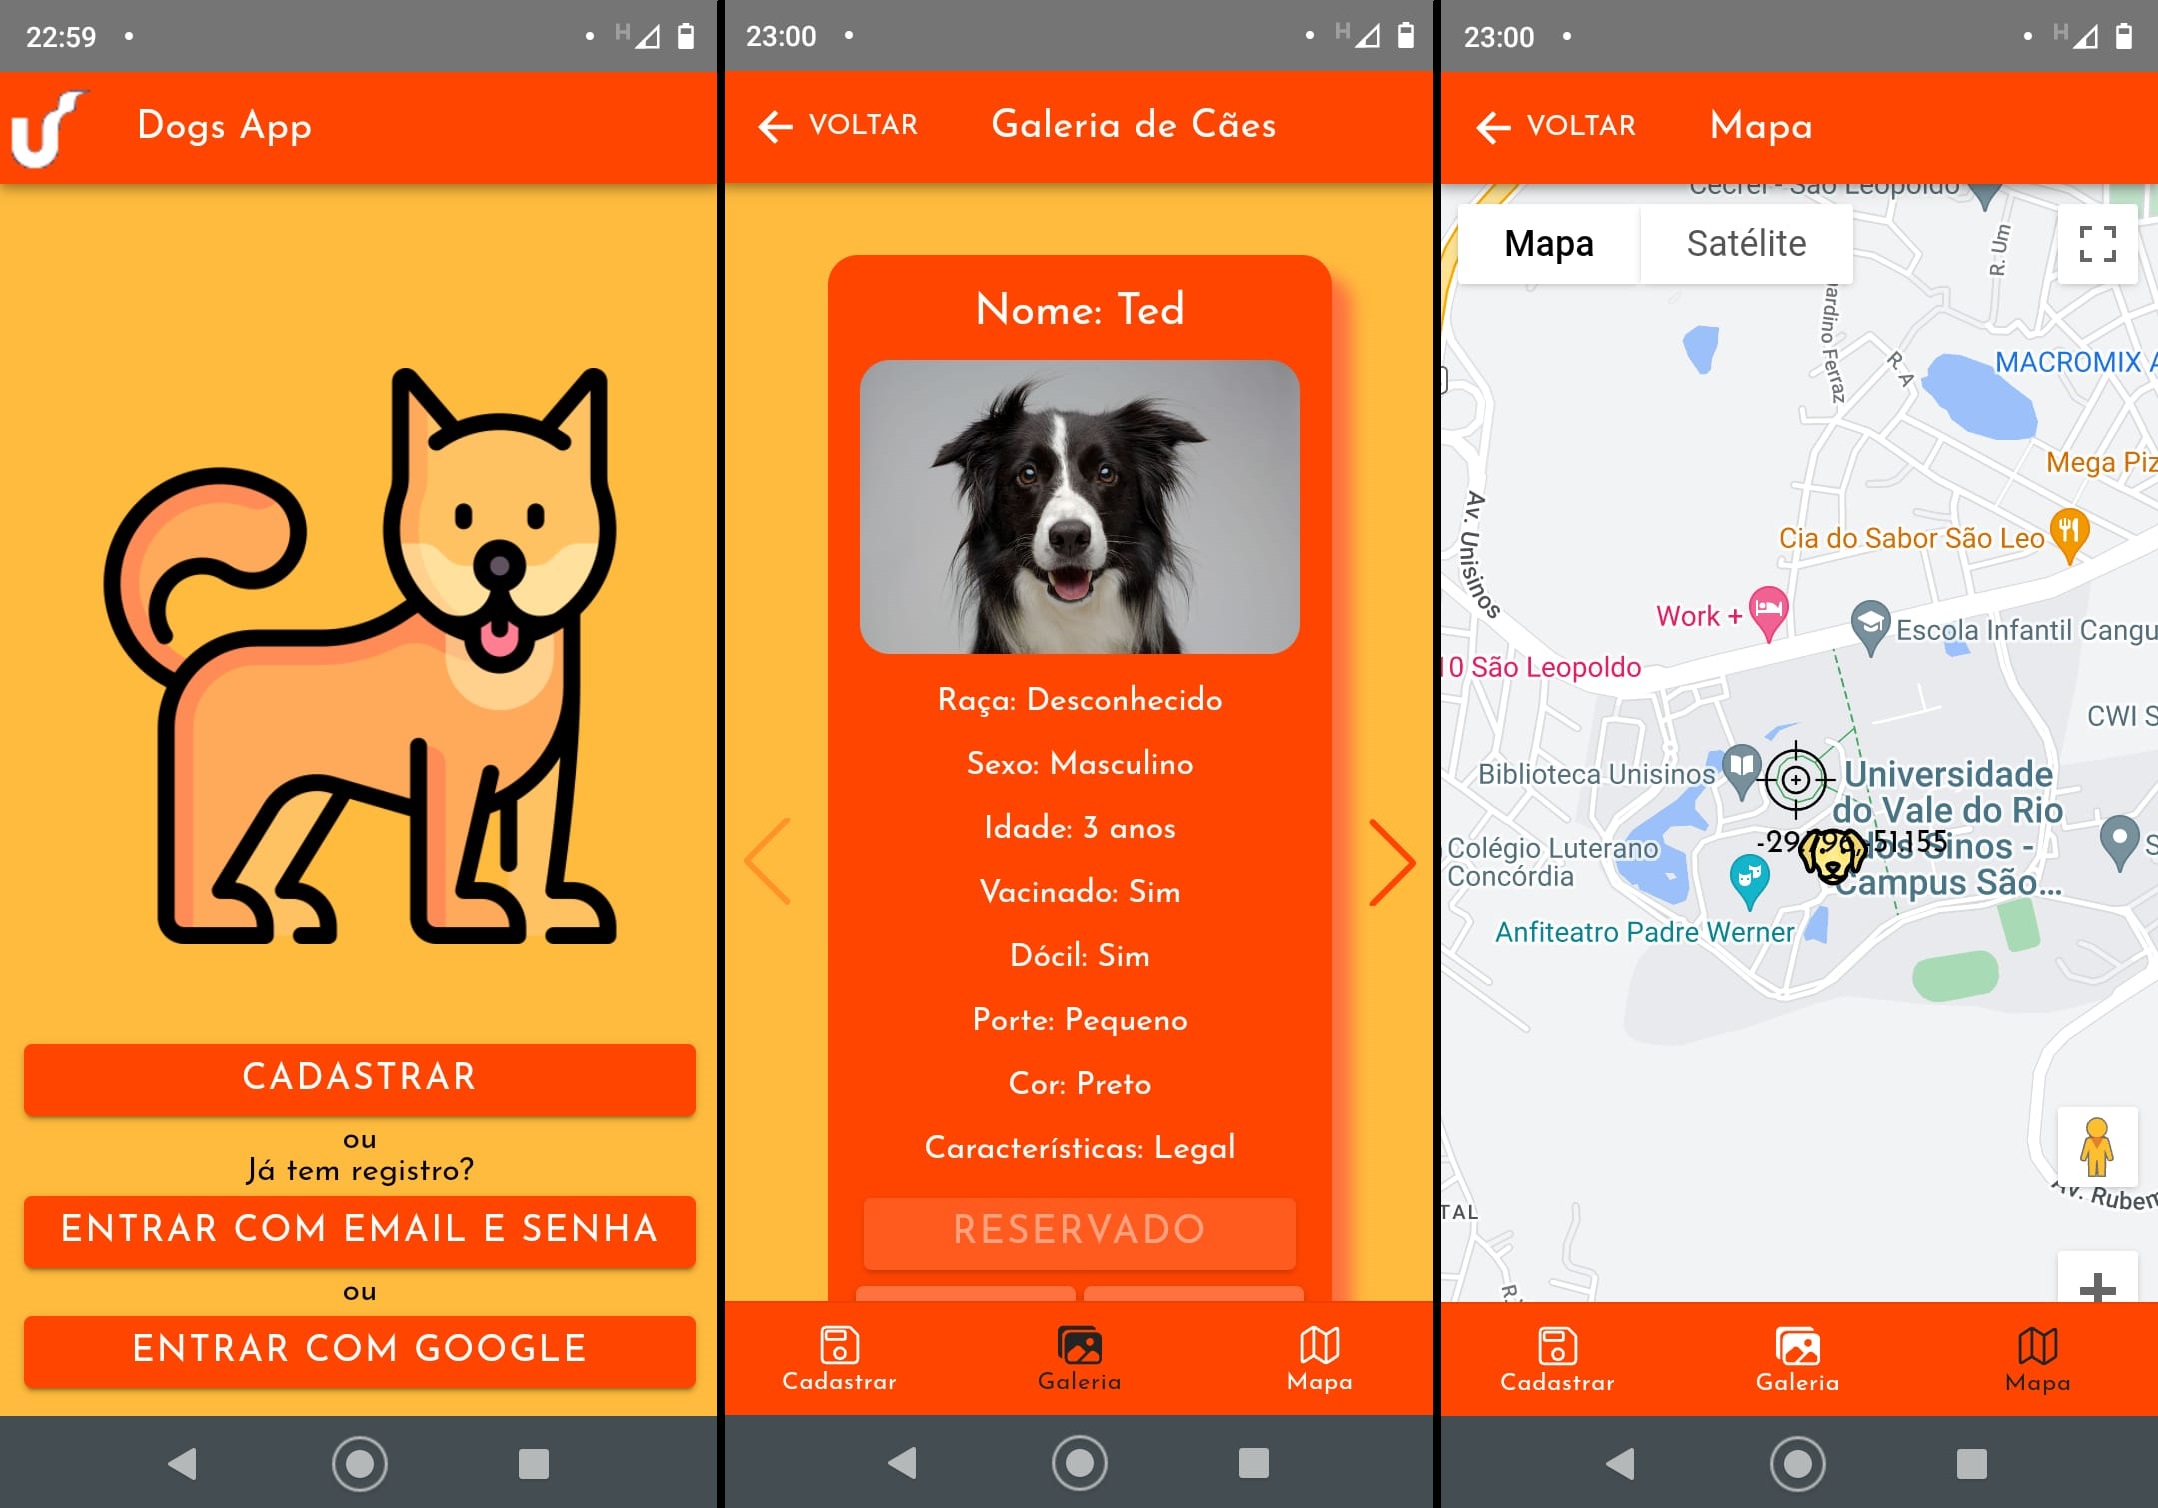 22:59
H
Dogs App
CADASTRAR
ou
Já tem registro?
ENTRAR COM EMAIL E SENHA
ou
ENTRAR COM GOOGLE
23:00
H
VOLTAR
Galeria de Cães
Nome: Ted
Raça: Desconhecido
Sexo: Masculino
Idade: 3 anos
Vacinado: Sim
Dócil: Sim
Porte: Pequeno
Cor: Preto
Características: Legal
RESERVADO
Cadastrar
Galeria
Mapa
23:00
H
VOLTAR
Mapa
Cecrei - São Leopoldo
Mapa
Satélite
R. Um
ardino Ferraz
R. A
MACROMIX A
Mega Piz
Av. Unisinos
Cia do Sabor São Leo
Work +
Escola Infantil Cangu
10 São Leopoldo
CWI S
Biblioteca Unisinos
Universidade
do Vale do Rio
dos Sinos -
Campus São...
-29.796,-51.155
Colégio Luterano
Concórdia
S
Anfiteatro Padre Werner
Av. Rubem
TAL
R.
Cadastrar
Galeria
Mapa